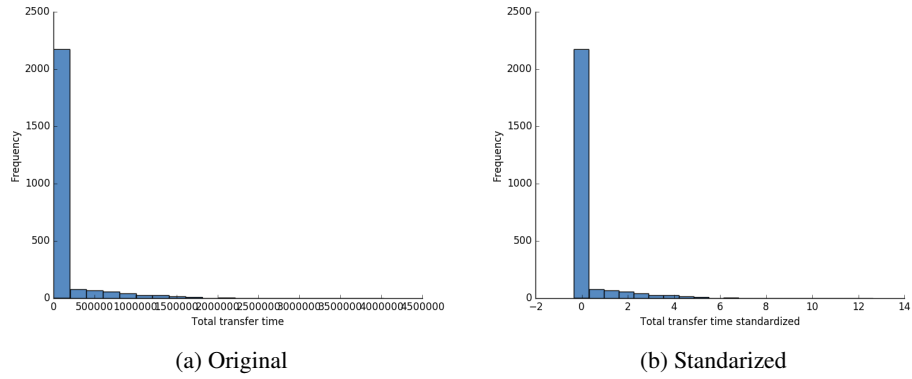 2500
2000
1500
1000
500
0
Frequency
0 500000 1000000 1500000 2000000 2500000 3000000 3500000 4000000 4500000
Total transfer time
(a) Original
2500
2000
1500
1000
500
0
Frequency
−2 0 2 4 6 8 10 12 14
Total transfer time standardized
(b) Standarized